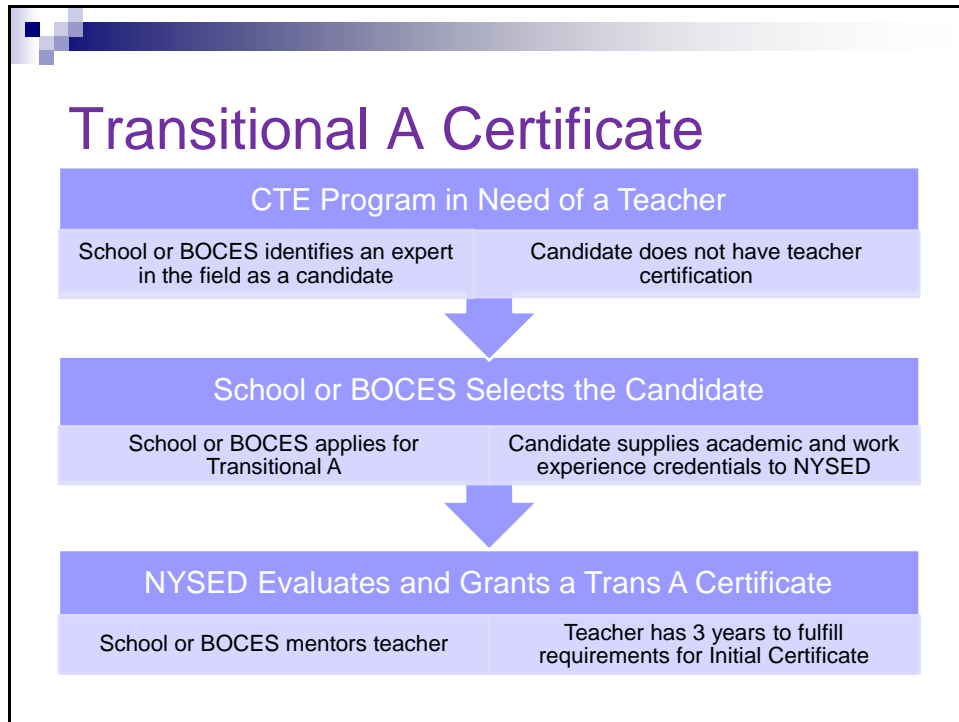 Transitional A Certificate
CTE Program in Need of a Teacher
School or BOCES identifies an expert
in the field as a candidate
Candidate does not have teacher
certification
School or BOCES Selects the Candidate
School or BOCES applies for
Transitional A
Candidate supplies academic and work
experience credentials to NYSED
NYSED Evaluates and Grants a Trans A Certificate
School or BOCES mentors teacher
Teacher has 3 years to fulfill
requirements for Initial Certificate